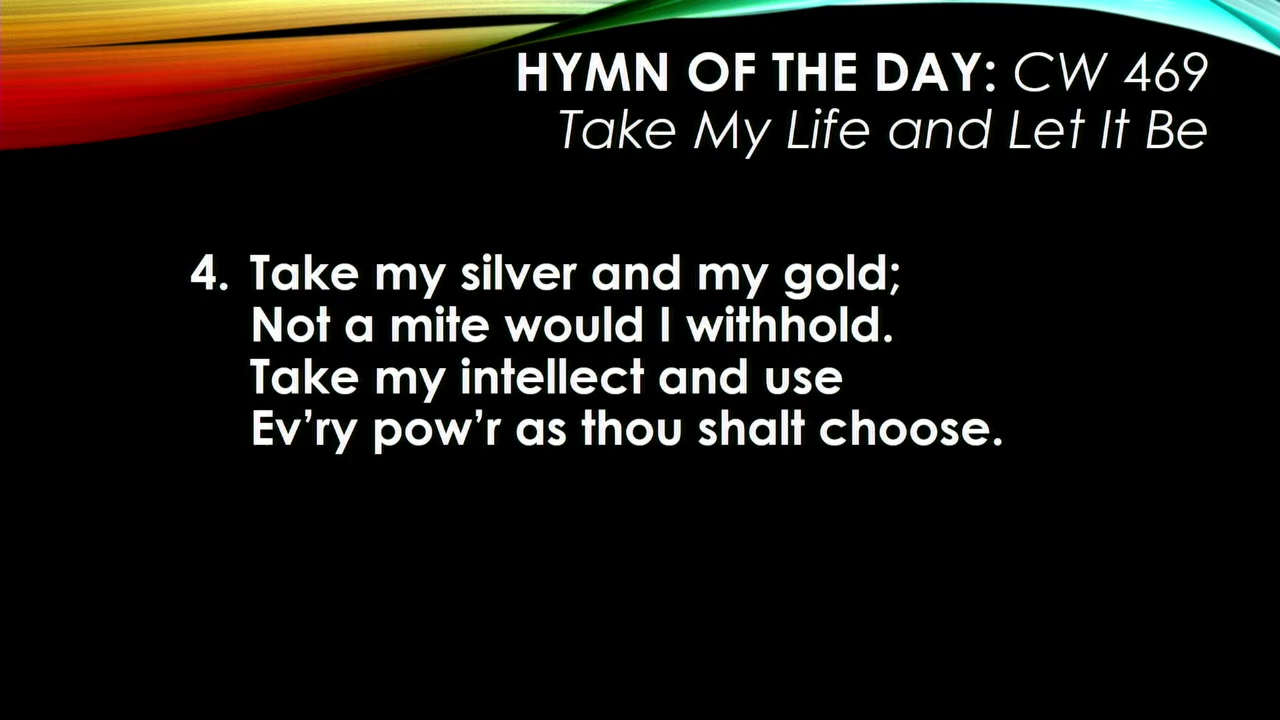 HYMN OF THE DAY: CW 469
Take My Life and Let It Be
4. Take my silver and my gold;
Not a mite would I withhold.
Take my intellect and use
Ev’ry pow’r as thou shalt choose.